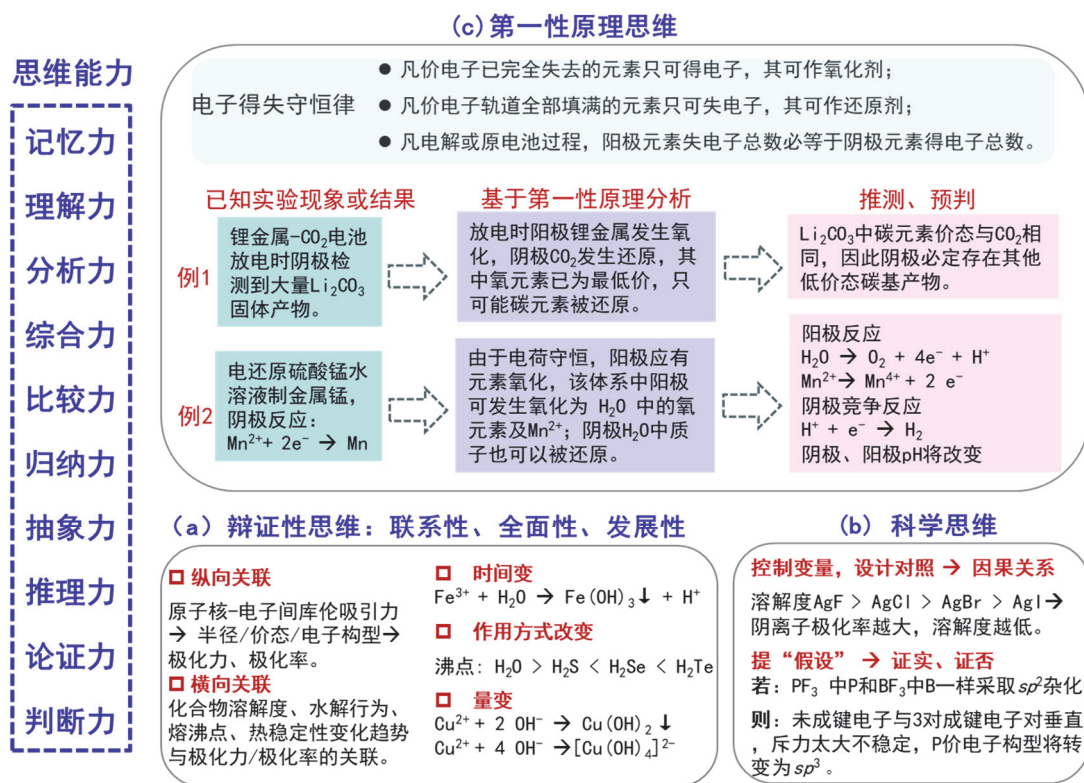 (c)第一性原理思维
思维能力
记忆力
理解力
分析力
综合力
比较力
归纳力
抽象力
推理力
论证力
判断力
电子得失守恒律
● 凡价电子已完全失去的元素只可得电子，其可作氧化剂；
● 凡价电子轨道全部填满的元素只可失电子，其可作还原剂；
● 凡电解或原电池过程，阳极元素失电子总数必等于阴极元素得电子总数。
已知实验现象或结果
基于第一性原理分析
推测、预判
例1
锂金属-CO₂电池
放电时阴极检
测到大量Li₂CO₃
固体产物。
放电时阳极锂金属发生氧
化，阴极CO₂发生还原，其
中氧元素已为最低价，只
可能碳元素被还原。
Li₂CO₃中碳元素价态与CO₂相
同，因此阴极必定存在其他
低价态碳基产物。
例2
电还原硫酸锰水
溶液制金属锰，
阴极反应：
Mn²⁺+ 2e⁻ → Mn
由于电荷守恒，阳极应有
元素氧化，该体系中阳极
可发生氧化为 H₂O 中的氧
元素及Mn²⁺；阴极H₂O中质
子也可以被还原。
阳极反应
H₂O → O₂ + 4e⁻ + H⁺
Mn²⁺→ Mn⁴⁺ + 2 e⁻
阴极竞争反应
H⁺ + e⁻ → H₂
阴极、阳极pH将改变
(a) 辩证性思维：联系性、全面性、发展性
纵向关联
原子核-电子间库伦吸引力
→ 半径/价态/电子构型→
极化力、极化率。
横向关联
化合物溶解度、水解行为、
熔沸点、热稳定性变化趋势
与极化力/极化率的关联。
时间变
Fe³⁺ + H₂O → Fe(OH)₃↓ + H⁺
作用方式改变
沸点：H₂O > H₂S < H₂Se < H₂Te
量变
Cu²⁺ + 2 OH⁻ → Cu(OH)₂ ↓
Cu²⁺ + 4 OH⁻ →[Cu(OH)₄]²⁻
(b) 科学思维
控制变量，设计对照 → 因果关系
溶解度AgF > AgCl > AgBr > AgI→
阴离子极化率越大，溶解度越低。
提“假设” → 证实、证否
若：PF₃ 中P和BF₃中B一样采取sp²杂化
则：未成键电子与3对成键电子对垂直
，斥力太大不稳定，P价电子构型将转
变为sp³。